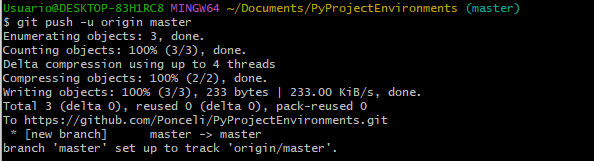 Usuario@DESKTOP-83H1RC8 MINGW64 ~/Documents/PyProjectEnvironments (master)
$ git push -u origin master
Enumerating objects: 3, done.
Counting objects: 100% (3/3), done.
Delta compression using up to 4 threads
Compressing objects: 100% (2/2), done.
Writing objects: 100% (3/3), 233 bytes | 233.00 KiB/s, done.
Total 3 (delta 0), reused 0 (delta 0), pack-reused 0
To https://github.com/Ponceli/PyProjectEnvironments.git
 * [new branch]      master -> master
branch 'master' set up to track 'origin/master'.